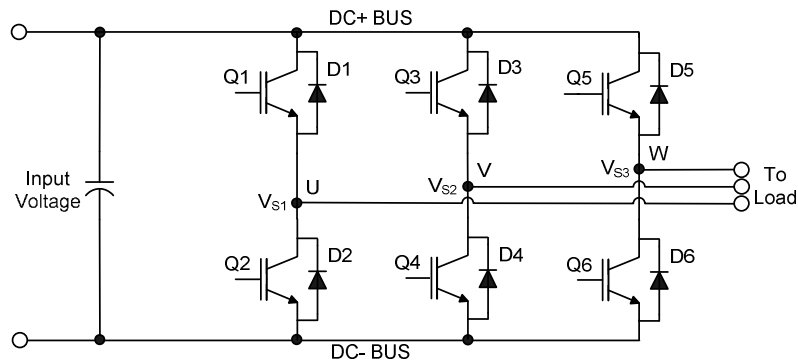 DC+ BUS
Q1
D1
Q3
D3
Q5
D5
Input
Voltage
VS1
U
VS2
V
VS3
W
To
Load
Q2
D2
Q4
D4
Q6
D6
DC- BUS